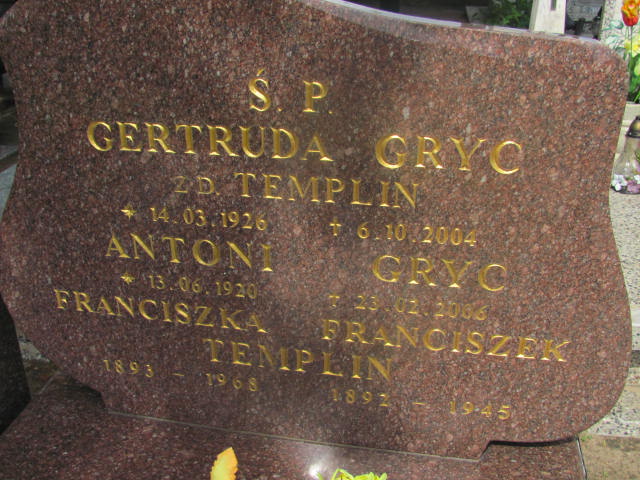 Ś. P.
GERTRUDA GRYC
ZD. TEMPLIN
* 14.03.1926 † 6.10.2004
ANTONI GRYC
* 13.06.1920 † 23.02.2006
FRANCISZKA FRANCISZEK
TEMPLIN
1893 – 1968 1892 – 1945